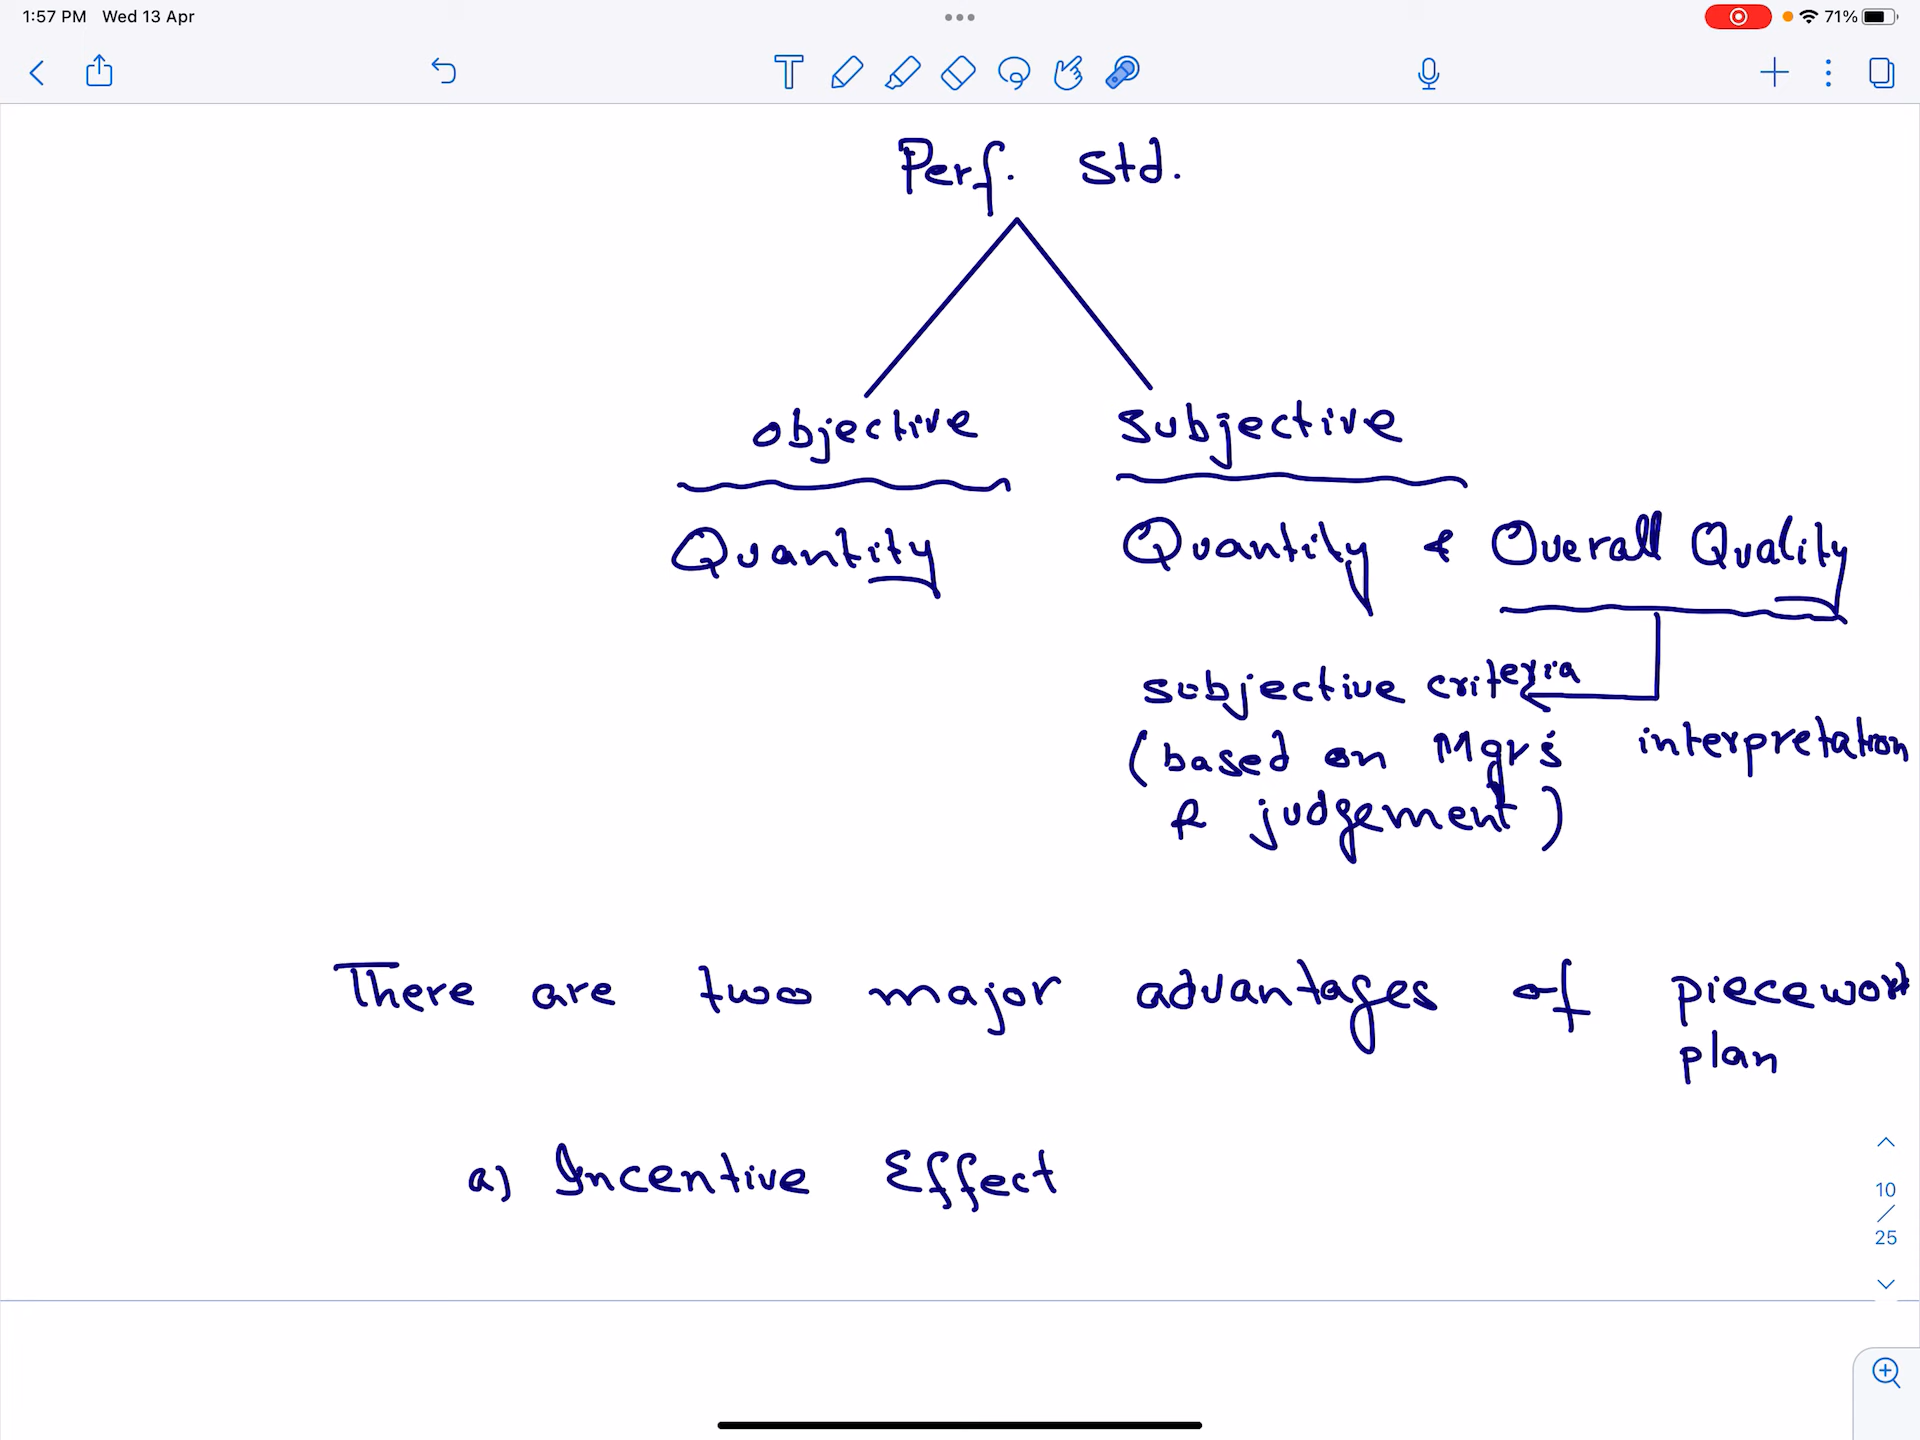 1:57 PM Wed 13 Apr
71%
Perf. Std.
Objective Subjective
Quantity Quantity & Overall Quality
subjective criteria
(based on Mgr's interpretation
& judgement)
There are two major advantages of piecework
plan
a) Incentive Effect
10
/
25